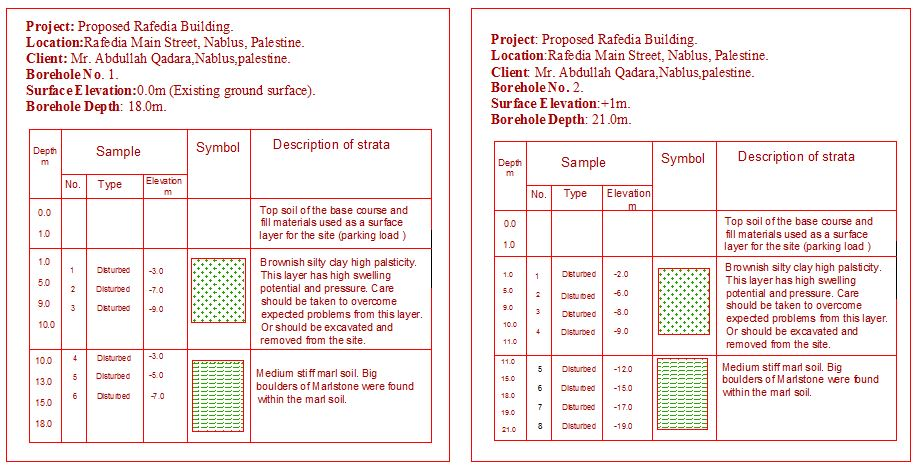 Project: Proposed Rafedia Building.
Location:Rafedia Main Street, Nablus, Palestine.
Client: Mr. Abdullah Qadara,Nablus,palestine.
Borehole No. 1.
Surface Elevation:0.0m (Existing ground surface).
Borehole Depth: 18.0m.
Depth m Sample Symbol Description of strata
No. Type Elevation m
0.0
1.0
Top soil of the base course and
fill materials used as a surface
layer for the site (parking load )
1.0
5.0
9.0
10.0
1 Disturbed -3.0
2 Disturbed -7.0
3 Disturbed -9.0
Brownish silty clay high palsticity.
This layer has high swelling
potential and pressure. Care
should be taken to overcome
expected problems from this layer.
Or should be excavated and
removed from the site.
10.0
13.0
15.0
18.0
4 Disturbed -3.0
5 Disturbed -5.0
6 Disturbed -7.0
Medium stiff marl soil. Big
boulders of Marlstone were found
within the marl soil.
Project: Proposed Rafedia Building.
Location:Rafedia Main Street, Nablus, Palestine.
Client: Mr. Abdullah Qadara,Nablus,palestine.
Borehole No. 2.
Surface Elevation:+1m.
Borehole Depth: 21.0m.
Depth m Sample Symbol Description of strata
No. Type Elevation m
0.0
1.0
Top soil of the base course and
fill materials used as a surface
layer for the site (parking load )
1.0
5.0
9.0
10.0
11.0
1 Disturbed -2.0
2 Disturbed -6.0
3 Disturbed -8.0
4 Disturbed -9.0
Brownish silty clay high palsticity.
This layer has high swelling
potential and pressure. Care
should be taken to overcome
expected problems from this layer.
Or should be excavated and
removed from the site.
11.0
15.0
18.0
19.0
21.0
5 Disturbed -12.0
6 Disturbed -15.0
7 Disturbed -17.0
8 Disturbed -19.0
Medium stiff marl soil. Big
boulders of Marlstone were found
within the marl soil.